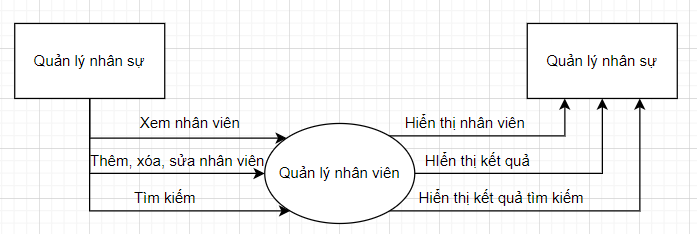 Quản lý nhân sự
Quản lý nhân sự
Xem nhân viên
Hiển thị nhân viên
Thêm, xóa, sửa nhân viên
Quản lý nhân viên
HIển thị kết quả
Tìm kiếm
Hiển thị kết quả tìm kiếm